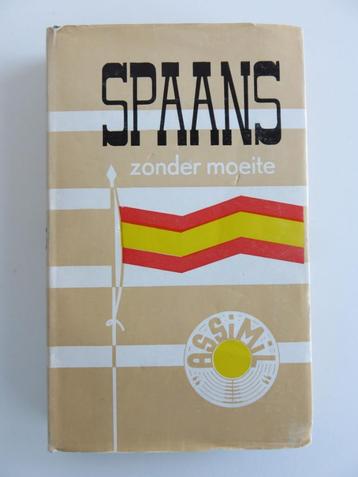 SPAANS
zonder moeite
ASSiMiL